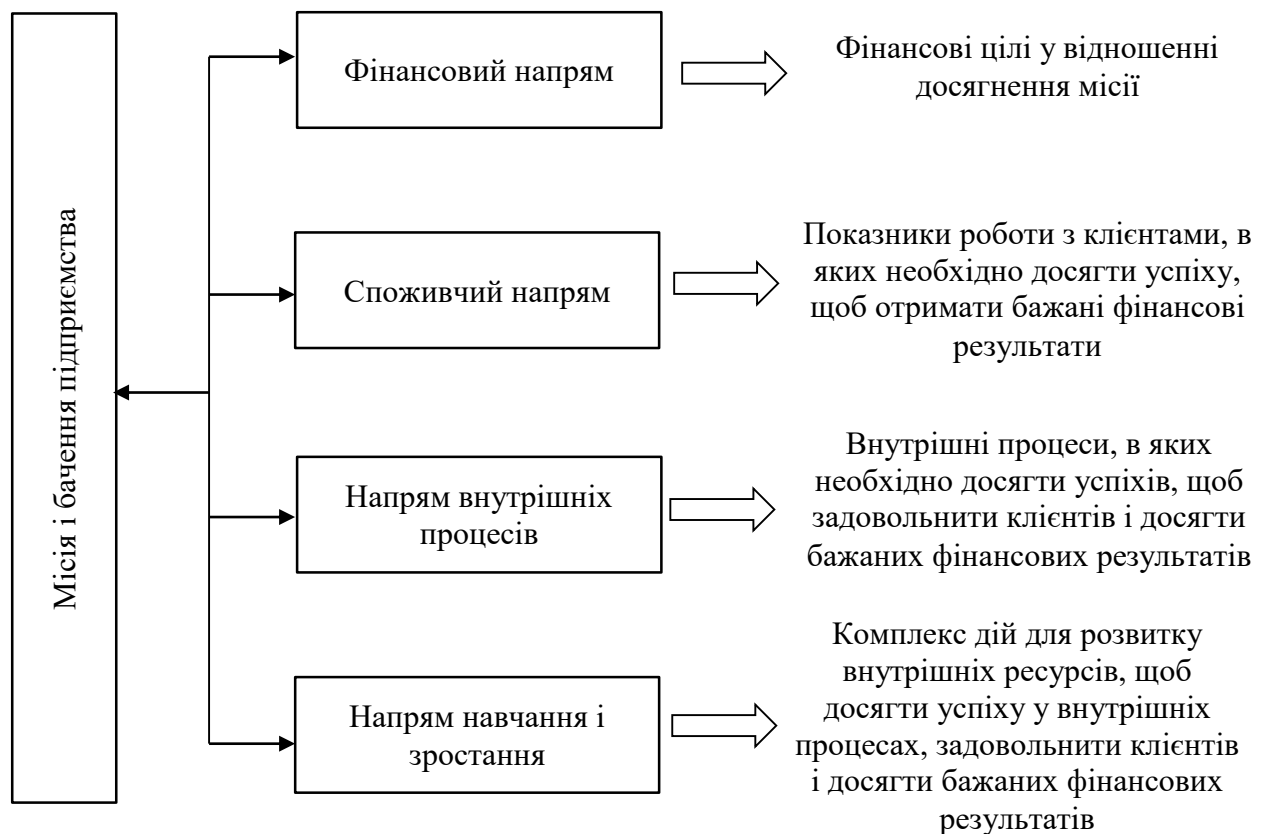 Місія і бачення підприємства
Фінансовий напрям
Фінансові цілі у відношенні
досягнення місії
Споживчий напрям
Показники роботи з клієнтами, в
яких необхідно досягти успіху,
щоб отримати бажані фінансові
результати
Напрям внутрішніх
процесів
Внутрішні процеси, в яких
необхідно досягти успіхів, щоб
задовольнити клієнтів і досягти
бажаних фінансових результатів
Напрям навчання і
зростання
Комплекс дій для розвитку
внутрішніх ресурсів, щоб
досягти успіху у внутрішніх
процесах, задовольнити клієнтів
і досягти бажаних фінансових
результатів